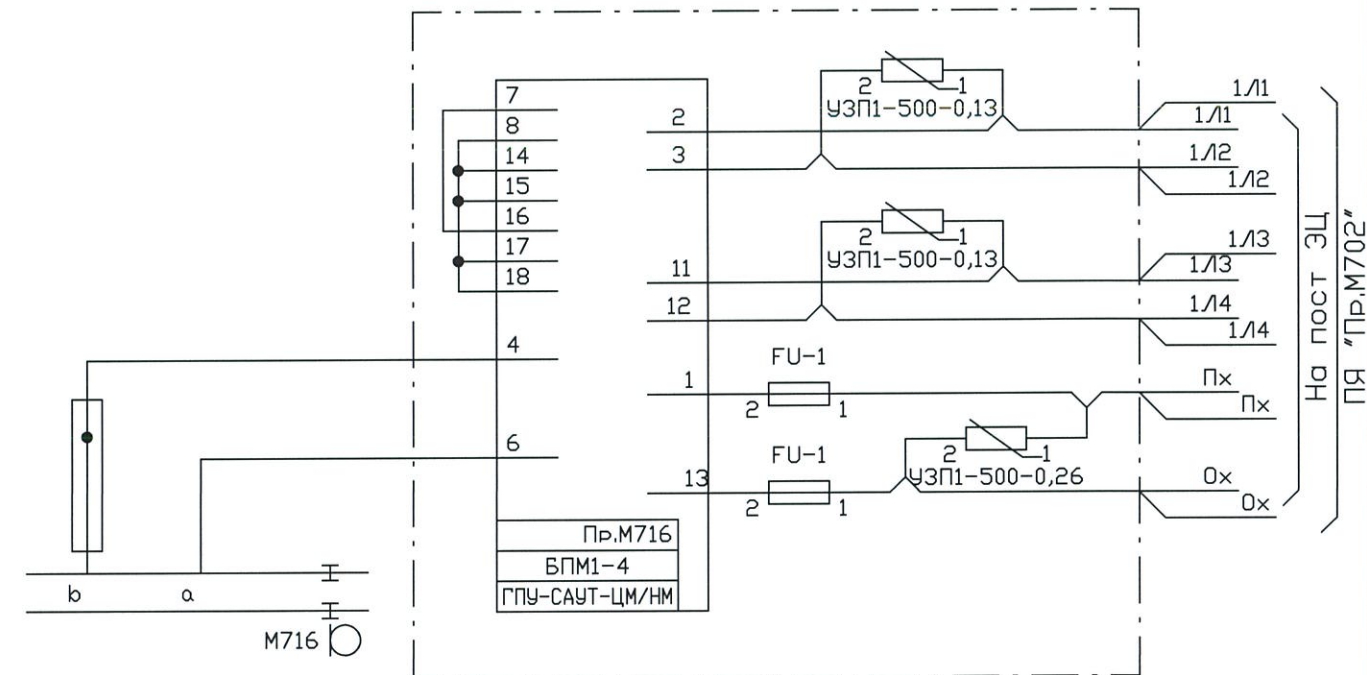 7
8
14
15
16
17
18
4
6
2
3
11
12
1
13
2 1
УЗП1-500-0,13
2 1
УЗП1-500-0,13
FU-1
2 1
2 1
УЗП1-500-0,26
FU-1
2 1
1Л1
1Л1
1Л2
1Л2
1Л3
1Л3
1Л4
1Л4
Пх
Пх
Ох
Ох
На пост ЭЦ
ПЯ "Пр.М702"
Пр.М716
БПМ1-4
ГПУ-САУТ-ЦМ/НМ
b a
М716